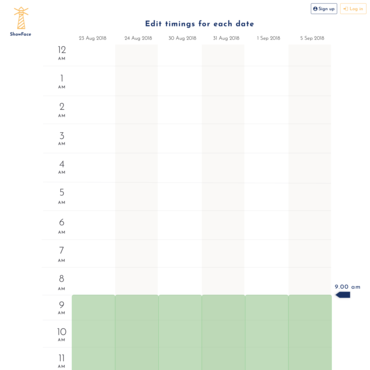 Sign up
Log in
ShowFace
Edit timings for each date
23 Aug 2018
24 Aug 2018
30 Aug 2018
31 Aug 2018
1 Sep 2018
5 Sep 2018
12
AM
1
AM
2
AM
3
AM
4
AM
5
AM
6
AM
7
AM
8
AM
9.00 am
9
AM
10
AM
11
AM